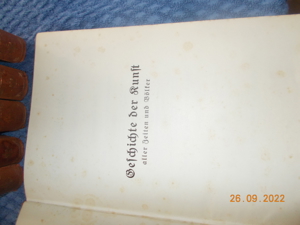 Geschichte der Kunst
aller Zeiten und Völker
26.09.2022